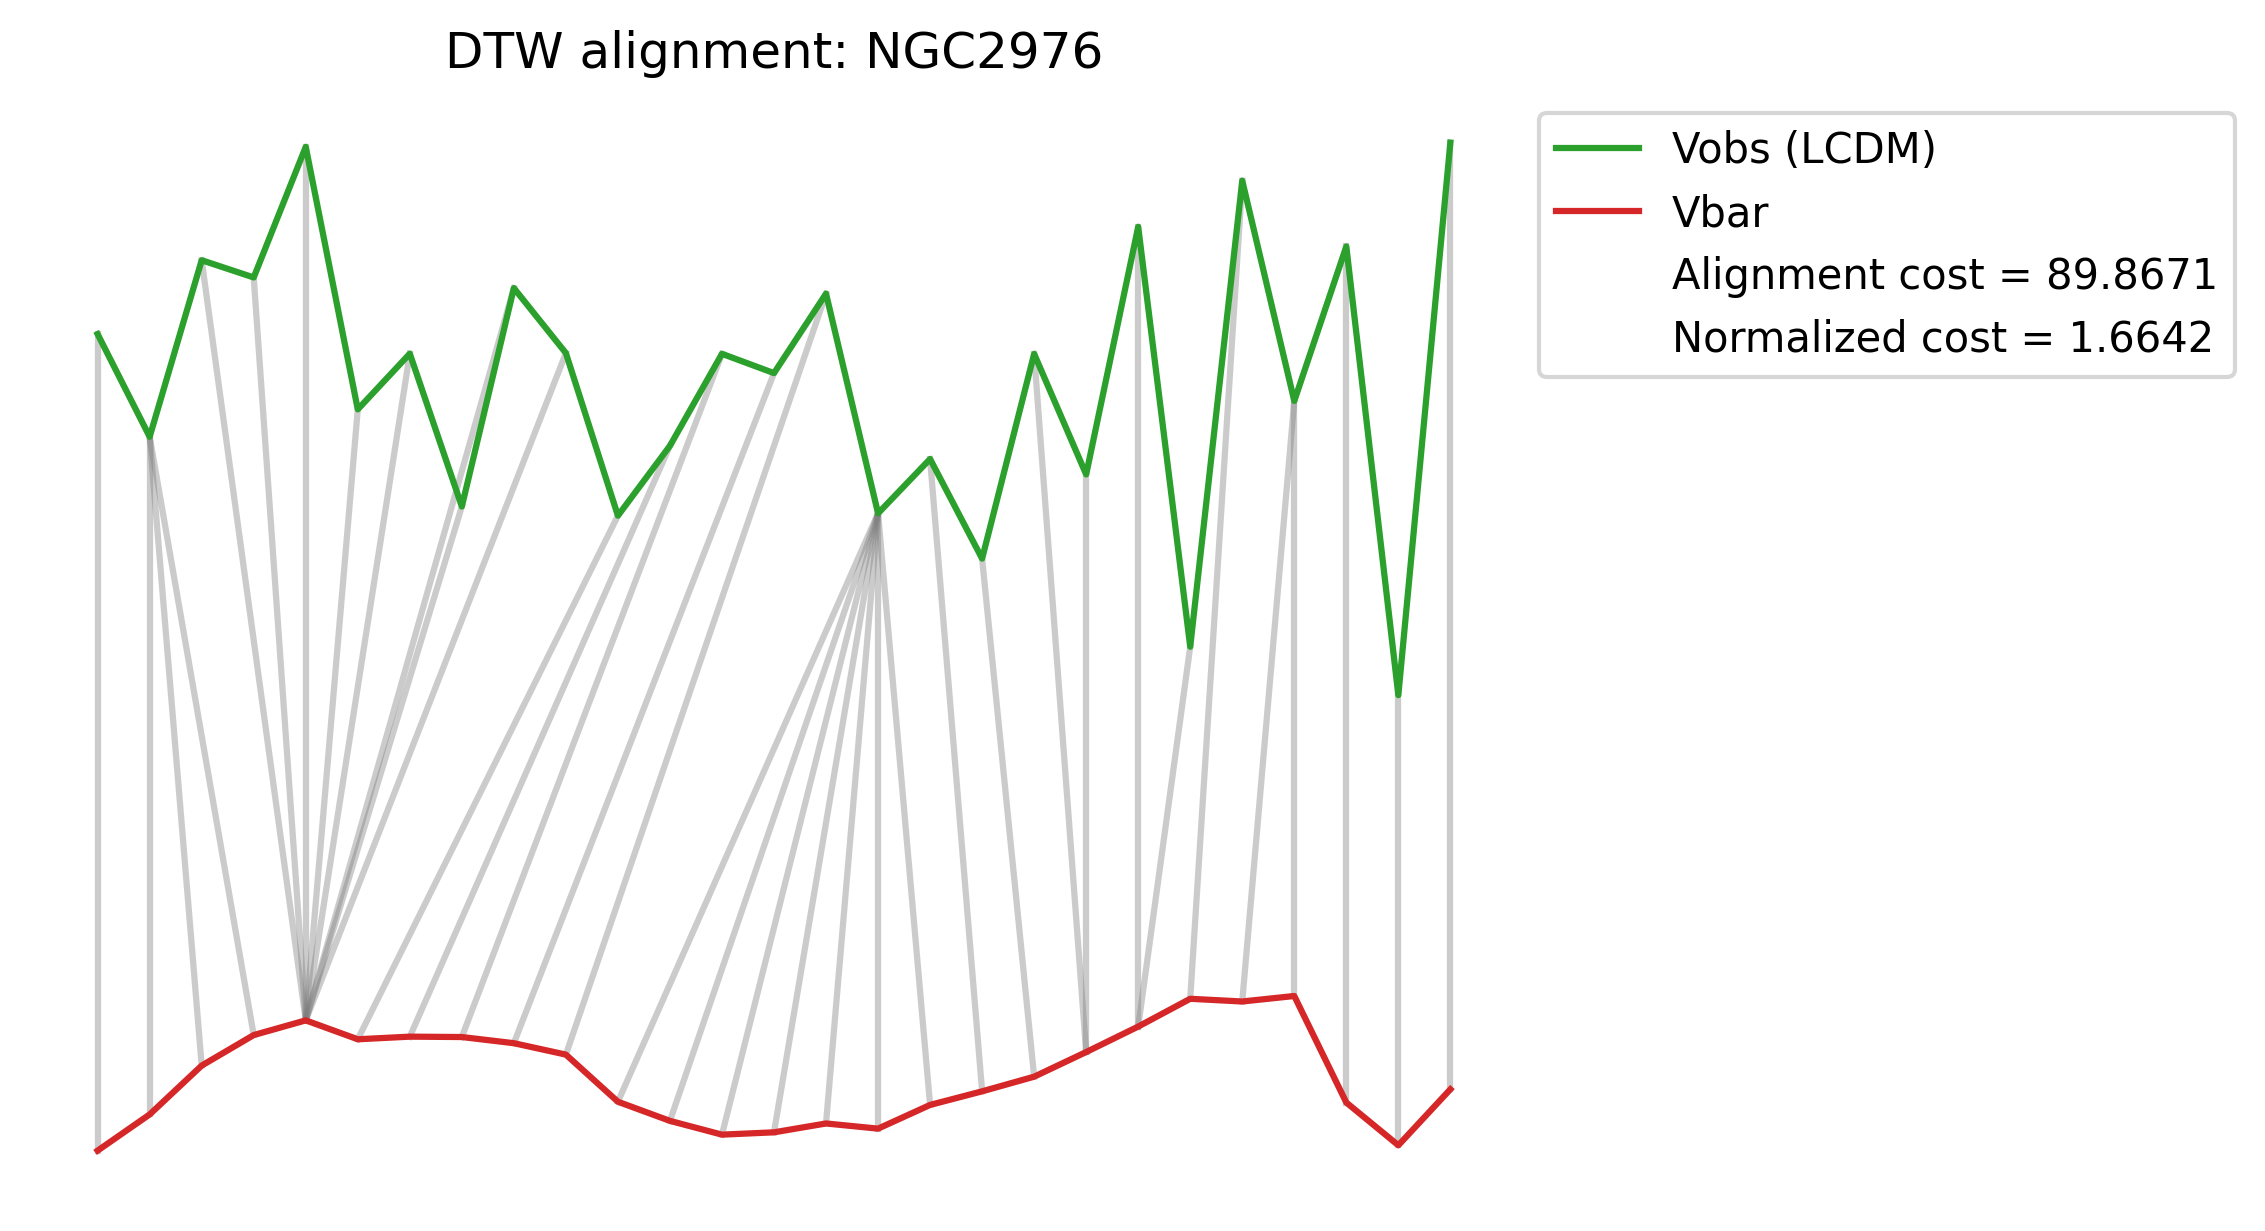 DTW alignment: NGC2976
Vobs (LCDM)
Vbar
Alignment cost = 89.8671
Normalized cost = 1.6642